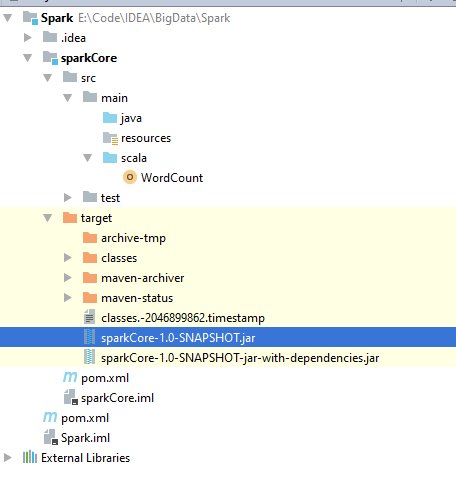 Spark E:\Code\IDEA\BigData\Spark
.idea
sparkCore
src
main
java
resources
scala
WordCount
test
target
archive-tmp
classes
maven-archiver
maven-status
classes.-2046899862.timestamp
sparkCore-1.0-SNAPSHOT.jar
sparkCore-1.0-SNAPSHOT-jar-with-dependencies.jar
pom.xml
sparkCore.iml
pom.xml
Spark.iml
External Libraries